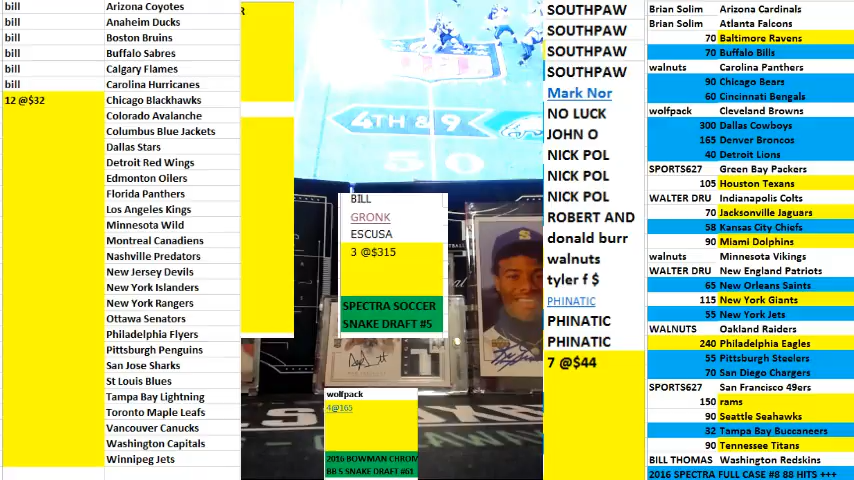 bill Arizona Coyotes
bill Anaheim Ducks
bill Boston Bruins
bill Buffalo Sabres
bill Calgary Flames
bill Carolina Hurricanes
12 @$32 Chicago Blackhawks
Colorado Avalanche
Columbus Blue Jackets
Dallas Stars
Detroit Red Wings
Edmonton Oilers
Florida Panthers
Los Angeles Kings
Minnesota Wild
Montreal Canadiens
Nashville Predators
New Jersey Devils
New York Islanders
New York Rangers
Ottawa Senators
Philadelphia Flyers
Pittsburgh Penguins
San Jose Sharks
St Louis Blues
Tampa Bay Lightning
Toronto Maple Leafs
Vancouver Canucks
Washington Capitals
Winnipeg Jets
R
4TH & 9
5 0
BILL
GRONK
ESCUSA
3 @$315
SPECTRA SOCCER
SNAKE DRAFT #5
S
wolfpack
4@165
2016 BOWMAN CHROM
BB 5 SNAKE DRAFT #61
SOUTHPAW
SOUTHPAW
SOUTHPAW
SOUTHPAW
Mark Nor
NO LUCK
JOHN O
NICK POL
NICK POL
NICK POL
ROBERT AND
donald burr
walnuts
tyler f $
PHINATIC
PHINATIC
PHINATIC
7 @$44
Brian Solim Arizona Cardinals
Brian Solim Atlanta Falcons
70 Baltimore Ravens
70 Buffalo Bills
walnuts Carolina Panthers
90 Chicago Bears
60 Cincinnati Bengals
wolfpack Cleveland Browns
300 Dallas Cowboys
165 Denver Broncos
40 Detroit Lions
SPORTS627 Green Bay Packers
105 Houston Texans
WALTER DRU Indianapolis Colts
70 Jacksonville Jaguars
58 Kansas City Chiefs
90 Miami Dolphins
walnuts Minnesota Vikings
WALTER DRU New England Patriots
65 New Orleans Saints
115 New York Giants
55 New York Jets
WALNUTS Oakland Raiders
240 Philadelphia Eagles
55 Pittsburgh Steelers
70 San Diego Chargers
SPORTS627 San Francisco 49ers
150 rams
90 Seattle Seahawks
32 Tampa Bay Buccaneers
90 Tennessee Titans
BILL THOMAS Washington Redskins
2016 SPECTRA FULL CASE #8 88 HITS +++